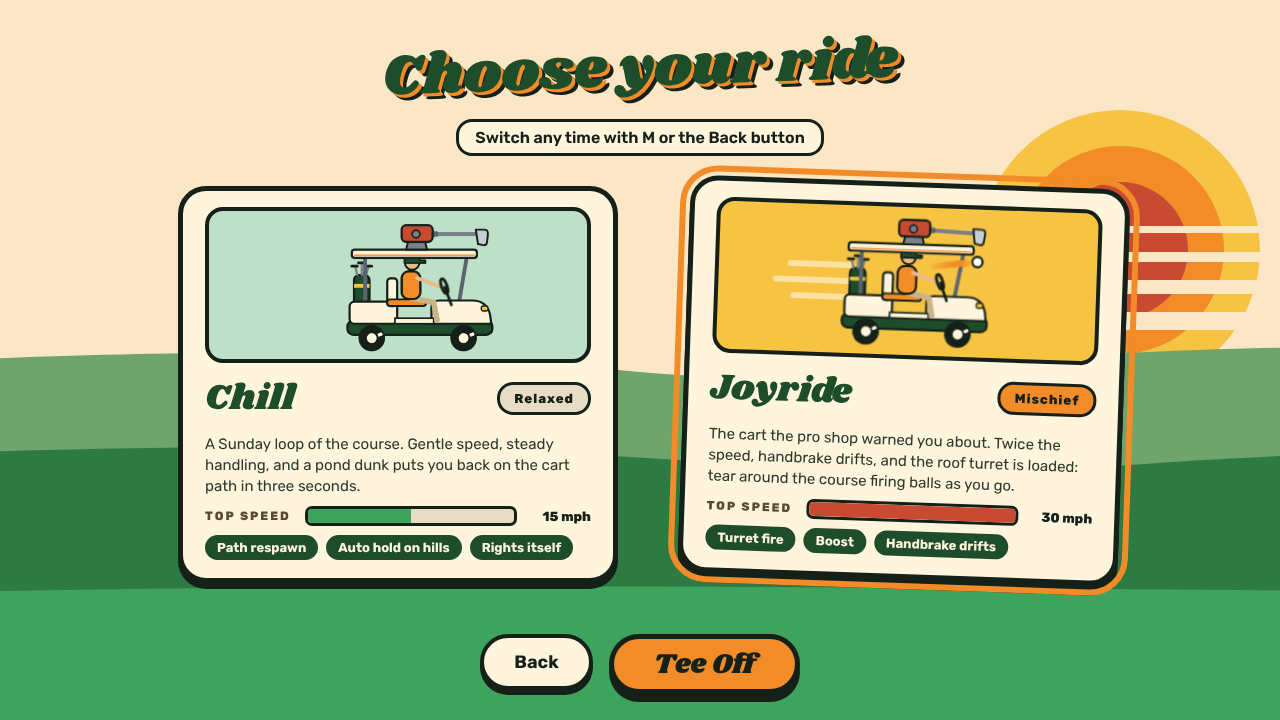 Choose your ride
Switch any time with M or the Back button
Chill
Relaxed
A Sunday loop of the course. Gentle speed, steady
handling, and a pond dunk puts you back on the cart
path in three seconds.
TOP SPEED
15 mph
Path respawn
Auto hold on hills
Rights itself
Joyride
Mischief
The cart the pro shop warned you about. Twice the
speed, handbrake drifts, and the roof turret is loaded:
tear around the course firing balls as you go.
TOP SPEED
30 mph
Turret fire
Boost
Handbrake drifts
Back
Tee Off